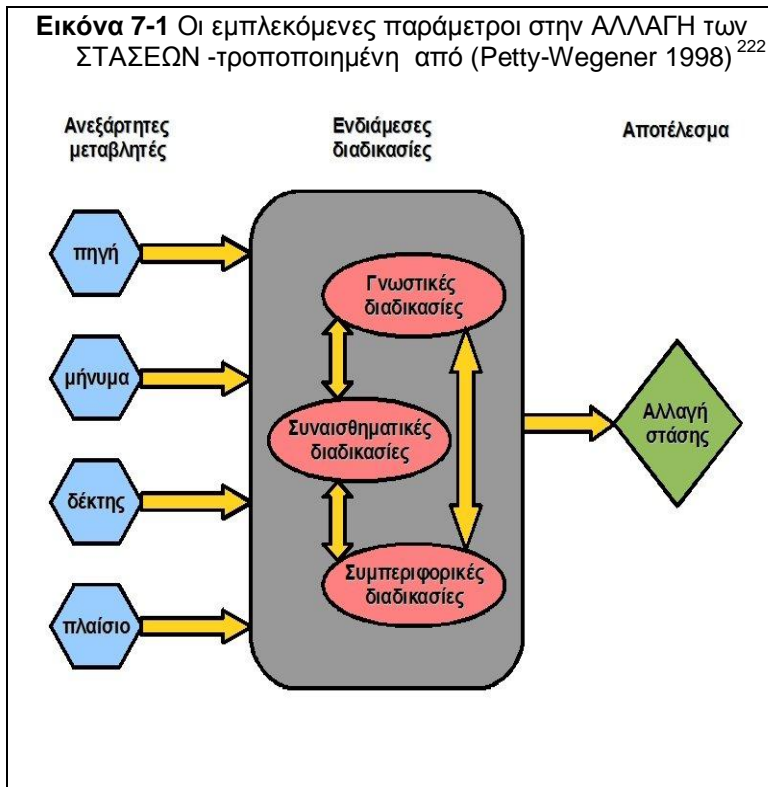 Εικόνα 7-1 Οι εμπλεκόμενες παράμετροι στην ΑΛΛΑΓΗ των
ΣΤΑΣΕΩΝ -τροποποιημένη από (Petty-Wegener 1998) 222
Ανεξάρτητες
μεταβλητές
Ενδιάμεσες
διαδικασίες
Αποτέλεσμα
πηγή
μήνυμα
δέκτης
πλαίσιο
Γνωστικές
διαδικασίες
Συναισθηματικές
διαδικασίες
Συμπεριφορικές
διαδικασίες
Αλλαγή
στάσης